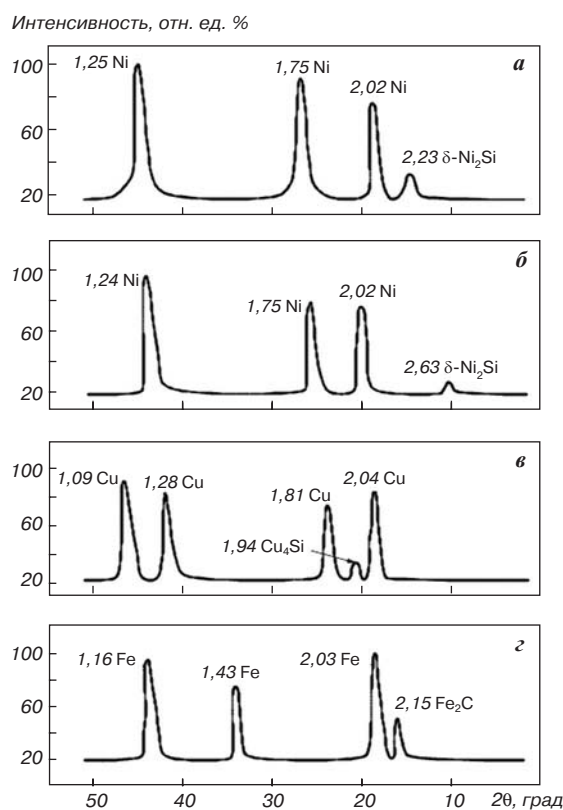 Интенсивность, отн. ед. %
100
60
20
1,25 Ni
1,75 Ni
2,02 Ni
2,23 δ-Ni₂Si
а
100
60
20
1,24 Ni
1,75 Ni
2,02 Ni
2,63 δ-Ni₂Si
б
100
60
20
1,09 Cu
1,28 Cu
1,81 Cu
1,94 Cu₄Si
2,04 Cu
в
100
60
20
1,16 Fe
1,43 Fe
2,03 Fe
2,15 Fe₂C
г
50 40 30 20 10 2θ, град